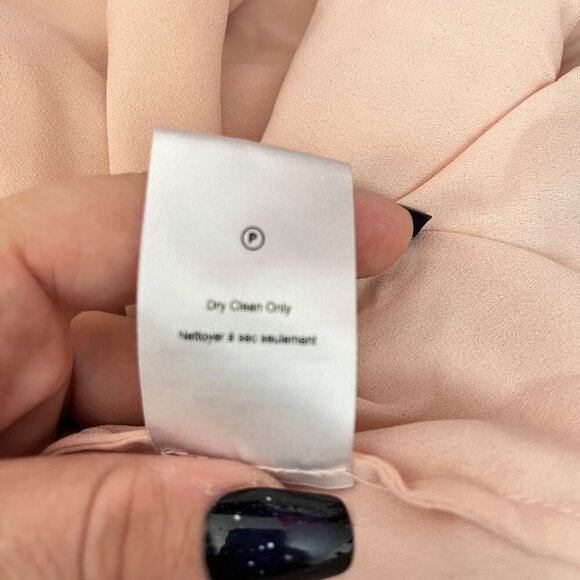 P
Dry Clean Only
Nettoyer à sec seulement